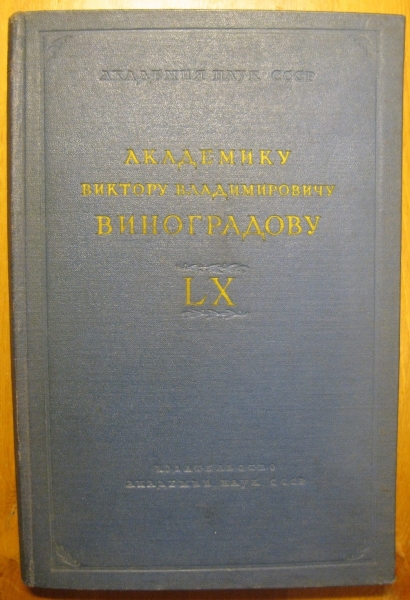 АКАДЕМИЯ НАУК СССР
АКАДЕМИКУ
ВИКТОРУ ВЛАДИМИРОВИЧУ
ВИНОГРАДОВУ
LX
ИЗДАТЕЛЬСТВО
АКАДЕМИИ НАУК СССР